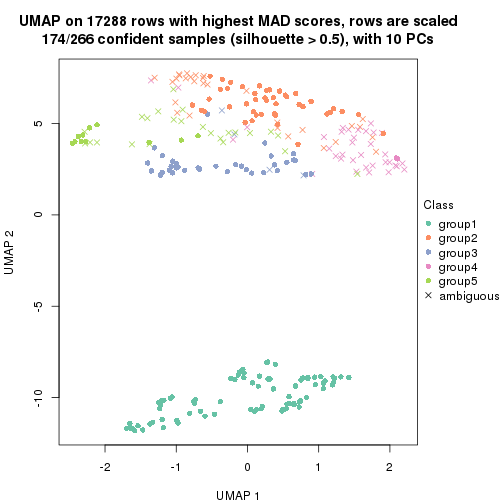 UMAP on 17288 rows with highest MAD scores, rows are scaled
174/266 confident samples (silhouette > 0.5), with 10 PCs
5
0
-5
-10
UMAP 2
-2
-1
0
1
2
UMAP 1
Class
group1
group2
group3
group4
group5
ambiguous